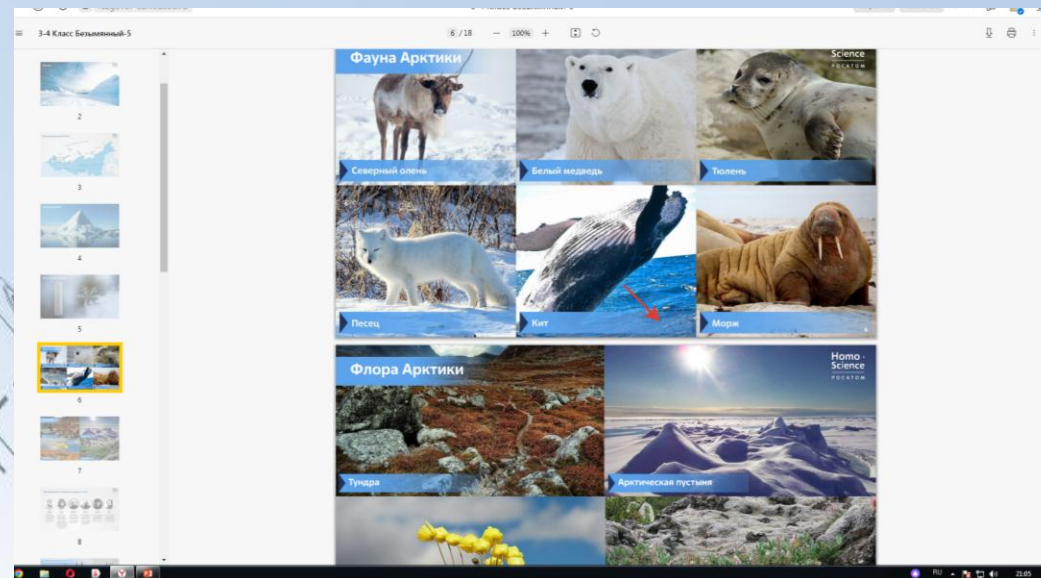 3-4 Класс Безымянный-5
6 / 18
100%
Фауна Арктики
Science
РОСАТОМ
Северный олень
Белый медведь
Тюлень
Песец
Кит
Морж
Флора Арктики
Homo ·
Science
РОСАТОМ
Тундра
Арктическая пустыня
2
3
4
5
6
7
8
RU
21:05